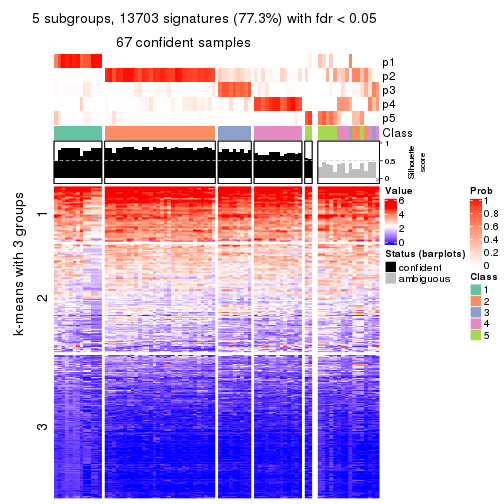 5 subgroups, 13703 signatures (77.3%) with fdr < 0.05
67 confident samples
p1
p2
p3
p4
p5
Class
1
0.5
0
Silhouette
score
k-means with 3 groups
1
2
3
Value
6
4
2
0
Status (barplots)
confident
ambiguous
Prob
1
0.8
0.6
0.4
0.2
0
Class
1
2
3
4
5